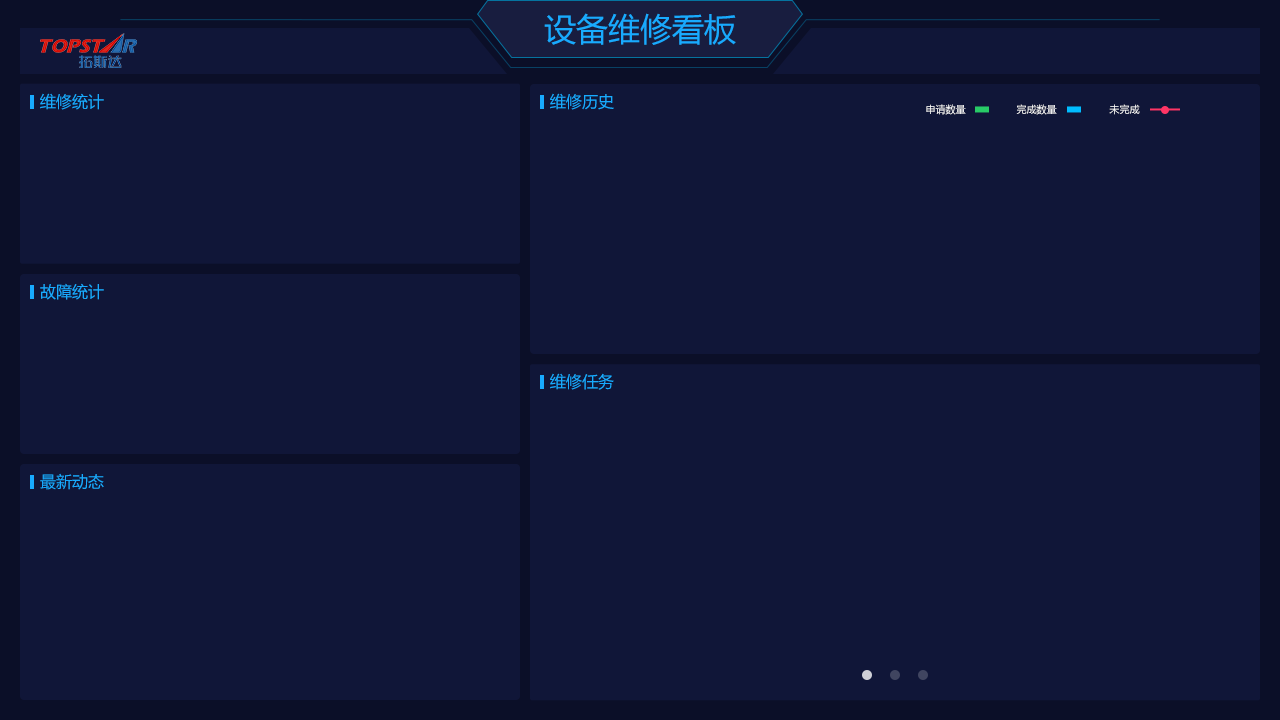 设备维修看板
TOPSTAR
拓斯达
维修统计
故障统计
最新动态
维修历史
申请数量
完成数量
未完成
维修任务